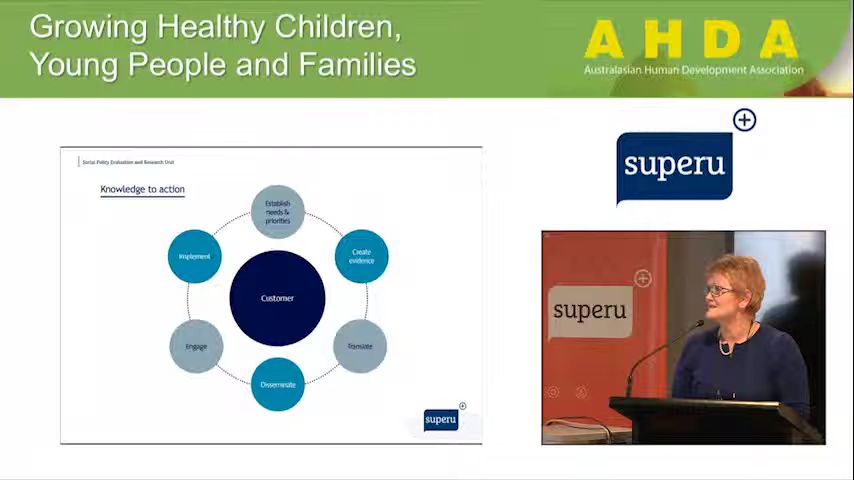 Growing Healthy Children,
Young People and Families
AHDA
Australasian Human Development Association
superu
Social Policy Evaluation and Research Unit
Knowledge to action
Establish
needs &
priorities
Create
evidence
Translate
Disseminate
Engage
Implement
Customer
superu
superu